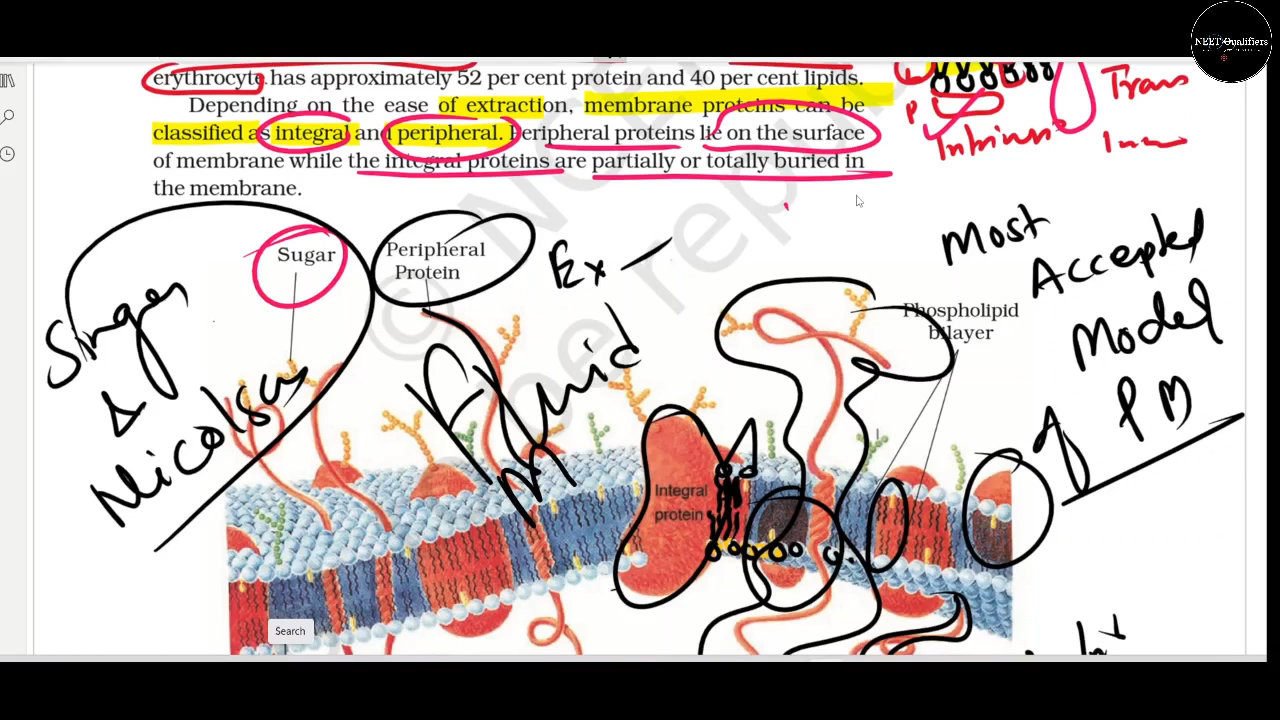 NEET Qualifiers
erythrocyte has approximately 52 per cent protein and 40 per cent lipids.
Depending on the ease of extraction, membrane proteins can be
classified as integral and peripheral. Peripheral proteins lie on the surface
of membrane while the integral proteins are partially or totally buried in
the membrane.
Trans
Intrinsic
Sugar
Peripheral
Protein
Ex
Most
Accepted
Model
of PM
Phospholipid
bilayer
Singer
&
Nicolson
Fluid
Integral
protein
Search